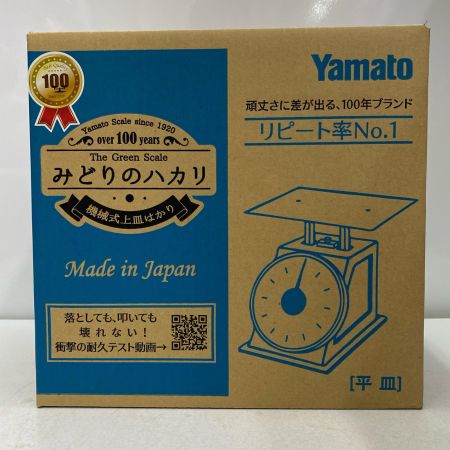 100
Yamato Scale since 1920
over 100 years
The Green Scale
みどりのハカリ
機械式上皿はかり
Made in Japan
落としても、叩いても
壊れない！
衝撃の耐久テスト動画→
Yamato
頑丈さに差が出る、100年ブランド
リピート率No.1
[平 皿]